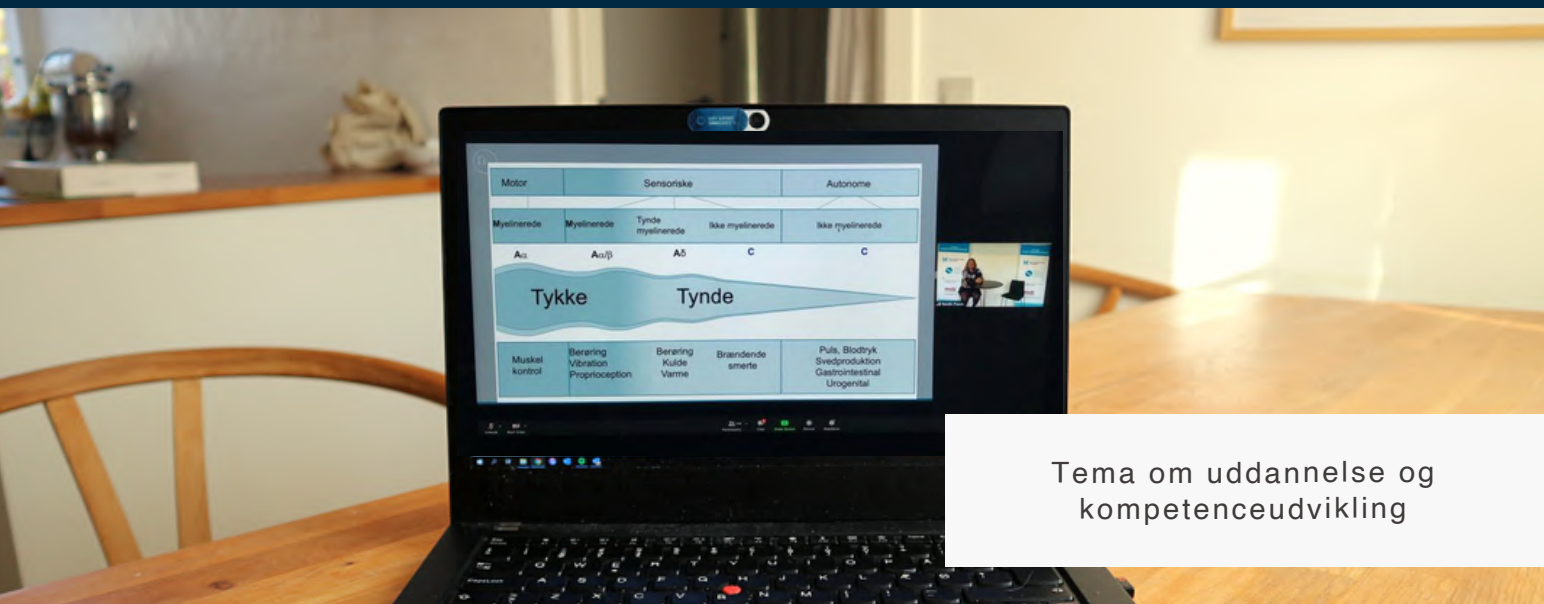 Motor
Sensoriske
Autonome
Myelinerede
Myelinerede
Tynde
myelinerede
Ikke myelinerede
Ikke myelinerede
Aα
Aα/β
Aδ
C
C
Tykke
Tynde
Muskel
kontrol
Berøring
Vibration
Proprioception
Berøring
Kulde
Varme
Brændende
smerte
Puls, Blodtryk
Svedproduktion
Gastrointestinal
Urogenital
Tema om uddannelse og
kompetenceudvikling